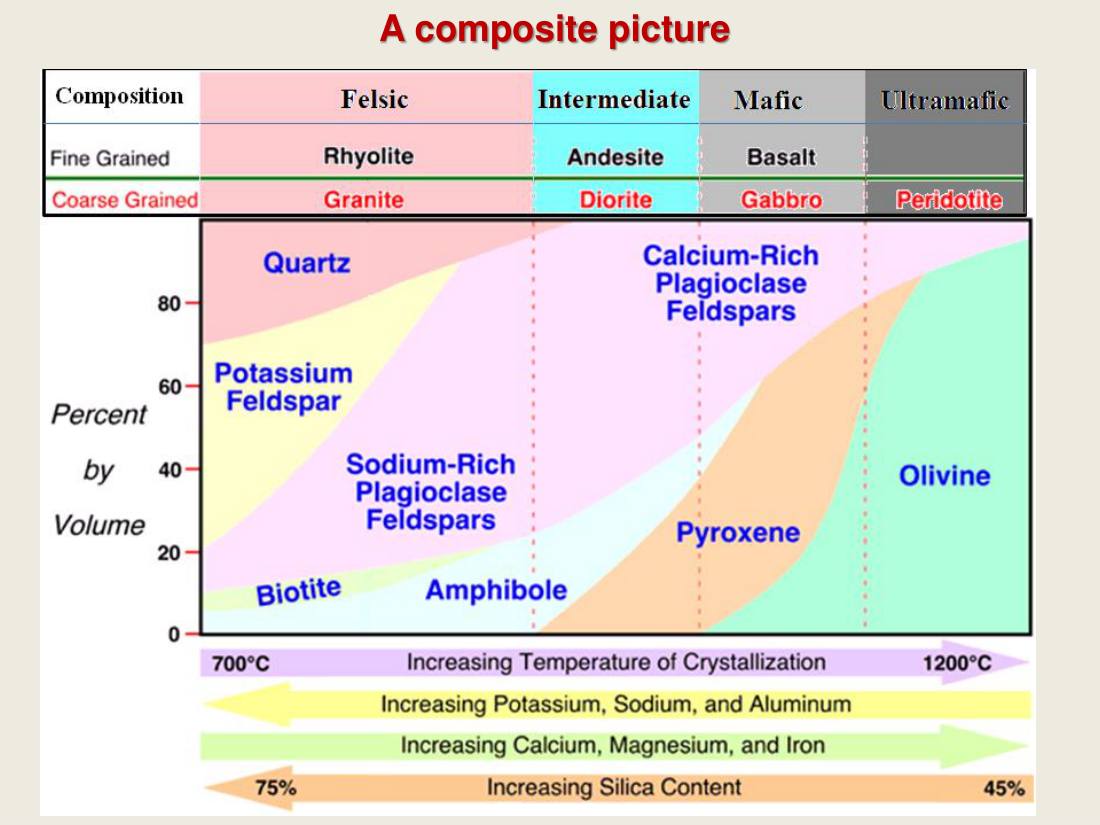 A composite picture
Composition Felsic Intermediate Mafic Ultramafic
Fine Grained Rhyolite Andesite Basalt
Coarse Grained Granite Diorite Gabbro Peridotite
Quartz
Calcium-Rich
Plagioclase
Feldspars
80
Potassium
Feldspar
60
Percent
by
Volume
40
Sodium-Rich
Plagioclase
Feldspars
Olivine
Pyroxene
20
Biotite
Amphibole
0
700°C Increasing Temperature of Crystallization 1200°C
Increasing Potassium, Sodium, and Aluminum
Increasing Calcium, Magnesium, and Iron
75% Increasing Silica Content 45%